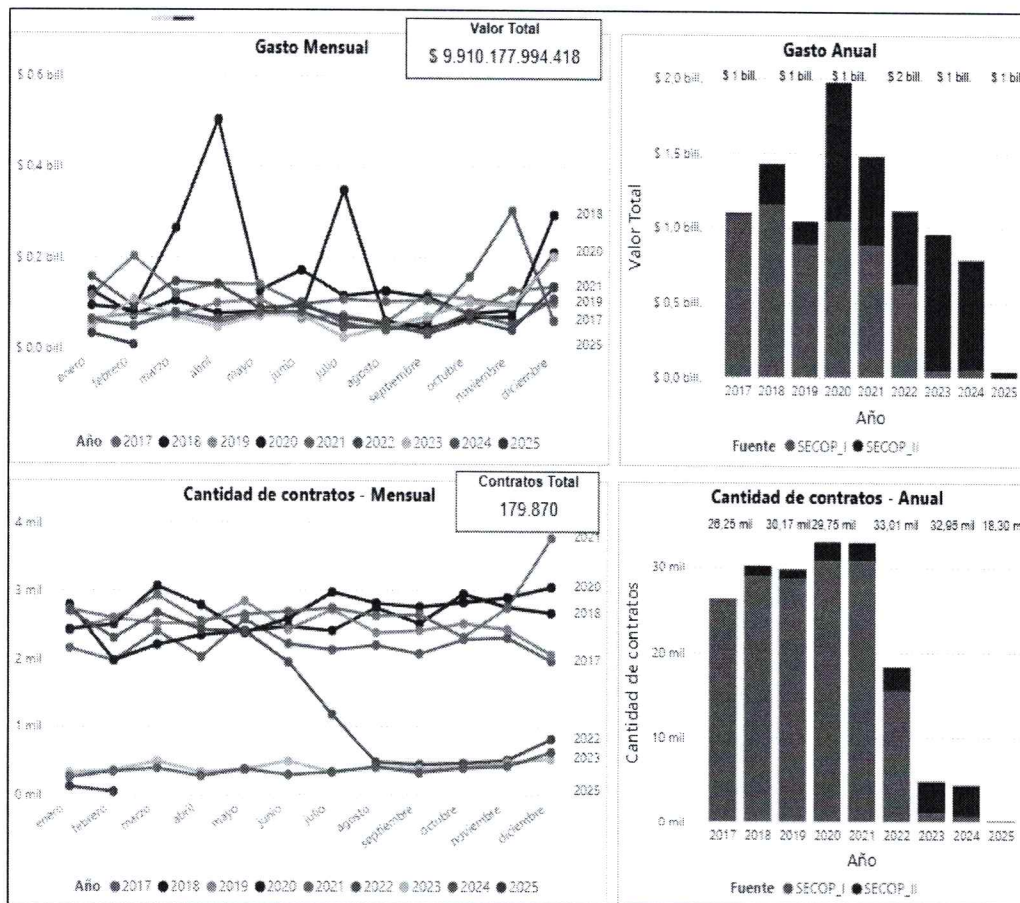 Gasto Mensual
Valor Total
$ 9.910.177.994.418
$ 0,6 bill
$ 0,4 bill
$ 0,2 bill
$ 0,0 bill
2018
2020
2021
2019
2017
2025
enero
febrero
marzo
abril
mayo
junio
julio
agosto
septiembre
octubre
noviembre
diciembre
Año 2017 2018 2019 2020 2021 2022 2023 2024 2025
Gasto Anual
$ 1 bill. $ 1 bill. $ 1 bill. $ 2 bill. $ 1 bill. $ 1 bill.
$ 2,0 bill.
$ 1,5 bill.
$ 1,0 bill.
$ 0,5 bill.
$ 0,0 bill.
Valor Total
2017 2018 2019 2020 2021 2022 2023 2024 2025
Año
Fuente SECOP_I SECOP_II
Cantidad de contratos - Mensual
Contratos Total
179.870
4 mil
3 mil
2 mil
1 mil
0 mil
2021
2020
2018
2017
2022
2023
2025
enero
febrero
marzo
abril
mayo
junio
julio
agosto
septiembre
octubre
noviembre
diciembre
Año 2017 2018 2019 2020 2021 2022 2023 2024 2025
Cantidad de contratos - Anual
26,25 mil 30,17 mil 29,75 mil 33,01 mil 32,95 mil 18,30 mil
30 mil
20 mil
10 mil
0 mil
Cantidad de contratos
2017 2018 2019 2020 2021 2022 2023 2024 2025
Año
Fuente SECOP_I SECOP_II